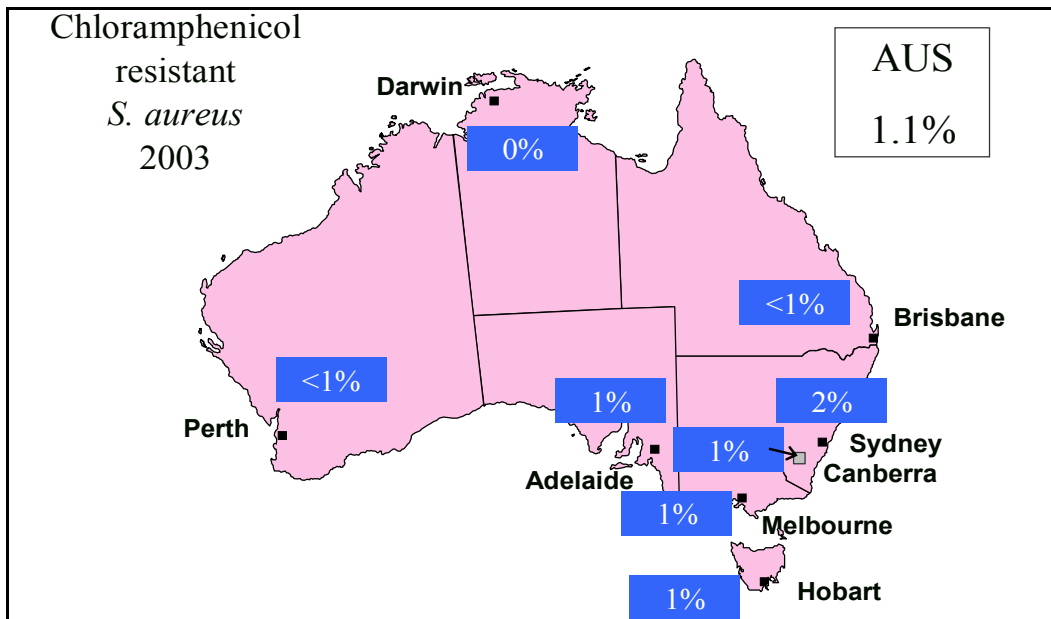 Chloramphenicol
resistant
S. aureus
2003
AUS
1.1%
Darwin
0%
<1%
Brisbane
<1%
Perth
1%
Adelaide
2%
Sydney
1%
Canberra
1%
Melbourne
1%
Hobart